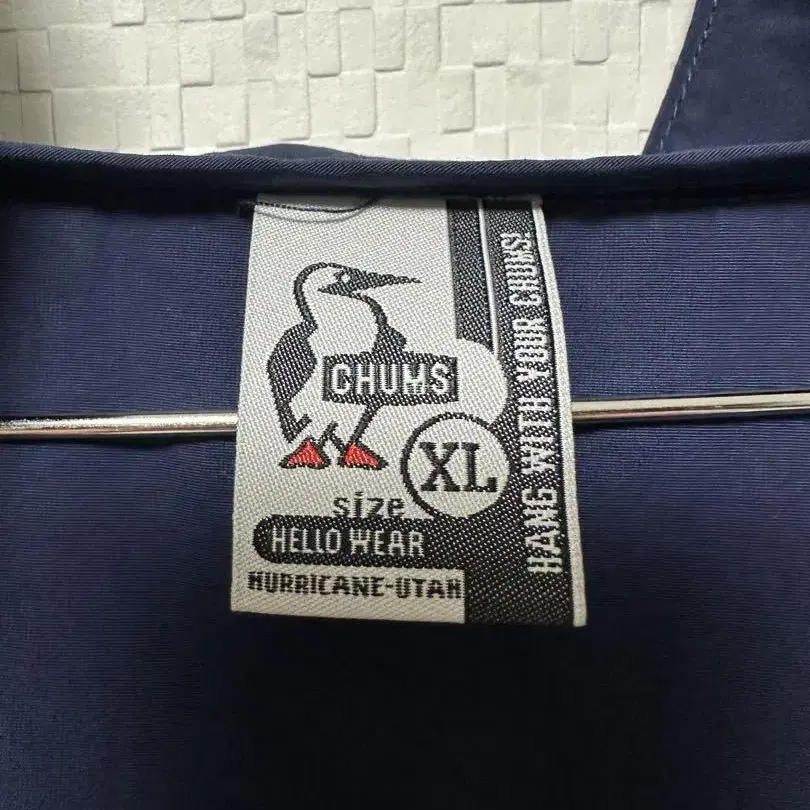 CHUMS
XL
size
HELLO WEAR
HURRICANE-UTAH
HANG WITH YOUR CHUMS!